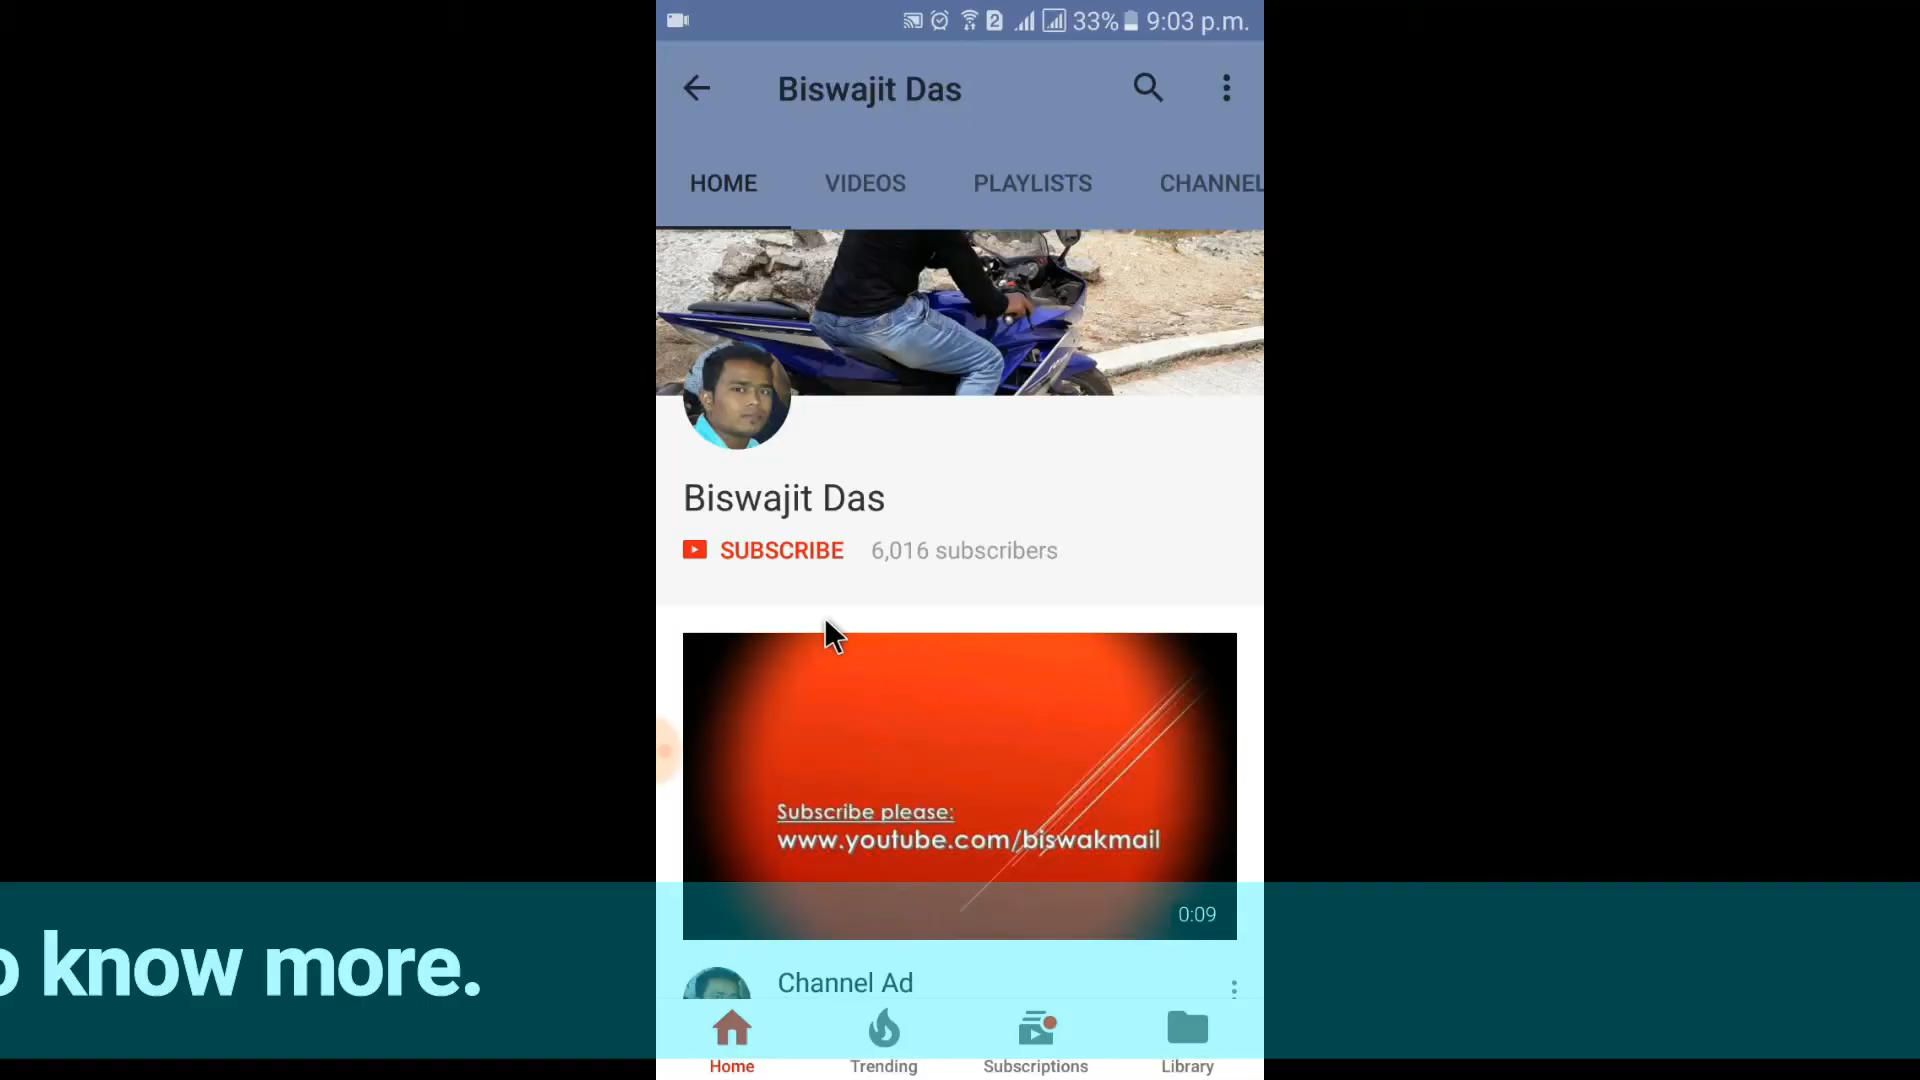 2 33% 9:03 p.m.
Biswajit Das
HOME VIDEOS PLAYLISTS CHANNEL
Biswajit Das
SUBSCRIBE 6,016 subscribers
Subscribe please:
www.youtube.com/biswakmail
0:09
o know more.
Channel Ad
Home Trending Subscriptions Library